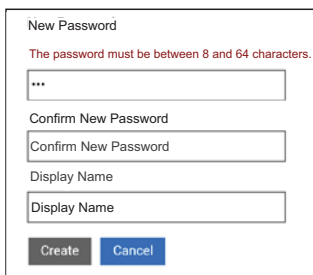 New Password
The password must be between 8 and 64 characters.
***
Confirm New Password
Confirm New Password
Display Name
Display Name
Create Cancel